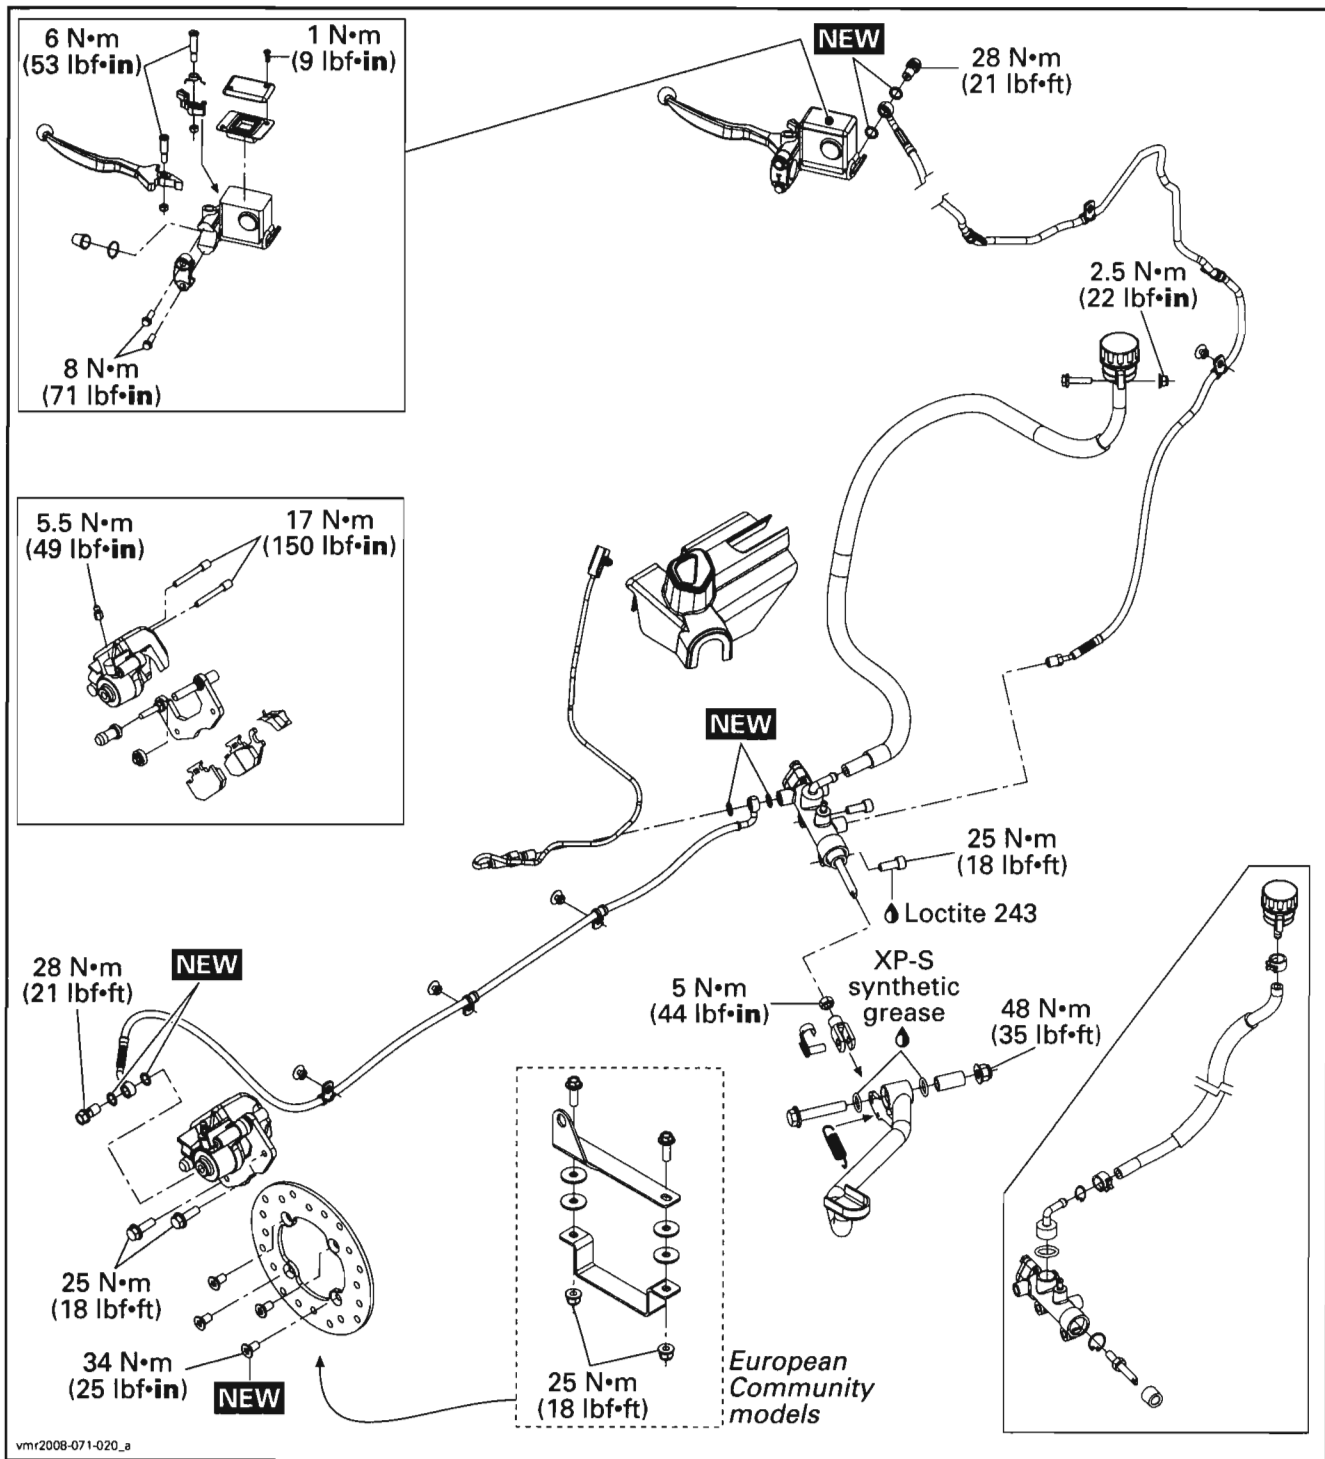 6 N•m
(53 lbf•in)
1 N•m
(9 lbf•in)
8 N•m
(71 lbf•in)
NEW
28 N•m
(21 lbf•ft)
2.5 N•m
(22 lbf•in)
5.5 N•m
(49 lbf•in)
17 N•m
(150 lbf•in)
NEW
25 N•m
(18 lbf•ft)
Loctite 243
XP-S
synthetic
grease
5 N•m
(44 lbf•in)
48 N•m
(35 lbf•ft)
28 N•m
(21 lbf•ft)
NEW
25 N•m
(18 lbf•ft)
34 N•m
(25 lbf•in)
NEW
25 N•m
(18 lbf•ft)
European
Community
models
vmr2008-071-020_a